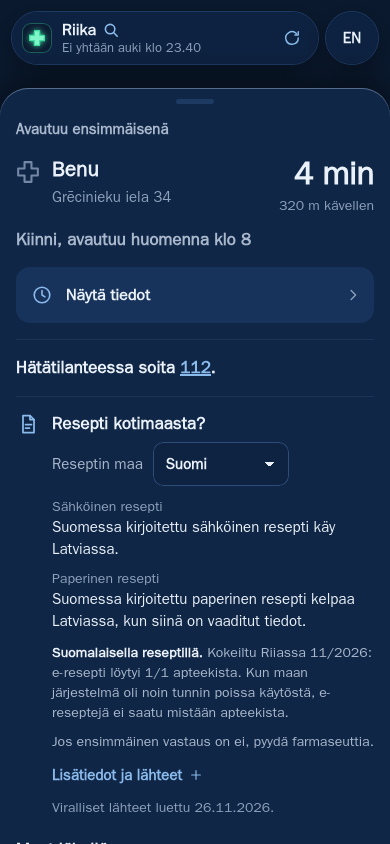 Riika
Ei yhtään auki klo 23.40
EN
Avautuu ensimmäisenä
Benu
4 min
Grēcinieku iela 34
320 m kävellen
Kiinni, avautuu huomenna klo 8
Näytä tiedot
Hätätilanteessa soita 112.
Resepti kotimaasta?
Reseptin maa
Suomi
Sähköinen resepti
Suomessa kirjoitettu sähköinen resepti käy
Latviassa.
Paperinen resepti
Suomessa kirjoitettu paperinen resepti kelpaa
Latviassa, kun siinä on vaaditut tiedot.
Suomalaisella reseptillä. Kokeiltu Riiassa 11/2026:
e-resepti löytyi 1/1 apteekista. Kun maan
järjestelmä oli noin tunnin poissa käytöstä, e-
reseptejä ei saatu mistään apteekista.
Jos ensimmäinen vastaus on ei, pyydä farmaseuttia.
Lisätiedot ja lähteet
Viralliset lähteet luettu 26.11.2026.